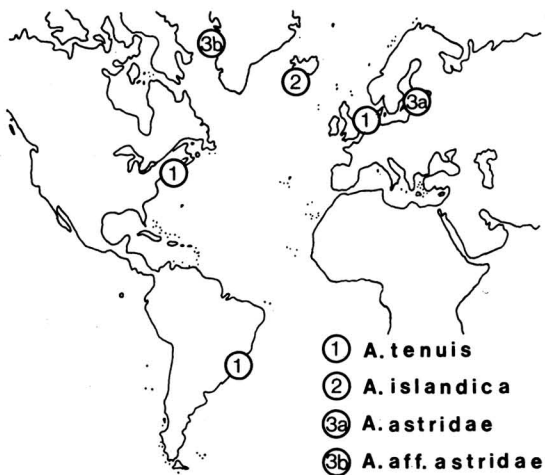 3b
2
1
3a
1
1
1 A. tenuis
2 A. islandica
3a A. astridae
3b A. aff. astridae